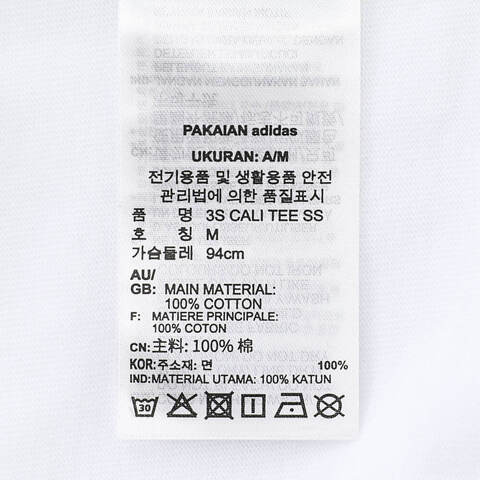 PAKAIAN adidas
UKURAN: A/M
전기용품 및 생활용품 안전
관리법에 의한 품질표시
품 명 3S CALI TEE SS
호 칭 M
가슴둘레 94cm
AU/
GB: MAIN MATERIAL:
100% COTTON
F: MATIERE PRINCIPALE:
100% COTON
CN: 主料: 100% 棉
KOR: 주소재: 면 100%
IND: MATERIAL UTAMA: 100% KATUN
30